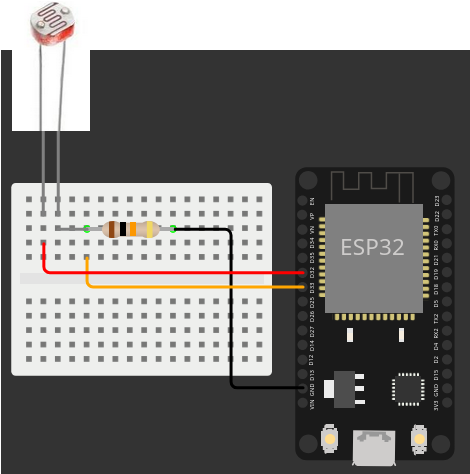 ESP32
EN
VP
VN
D34
D35
D32
D33
D25
D26
D27
D14
D12
D13
GND
VIN
D23
D22
TX0
RX0
D21
D19
D18
D5
TX2
RX2
D4
D2
D15
GND
3V3